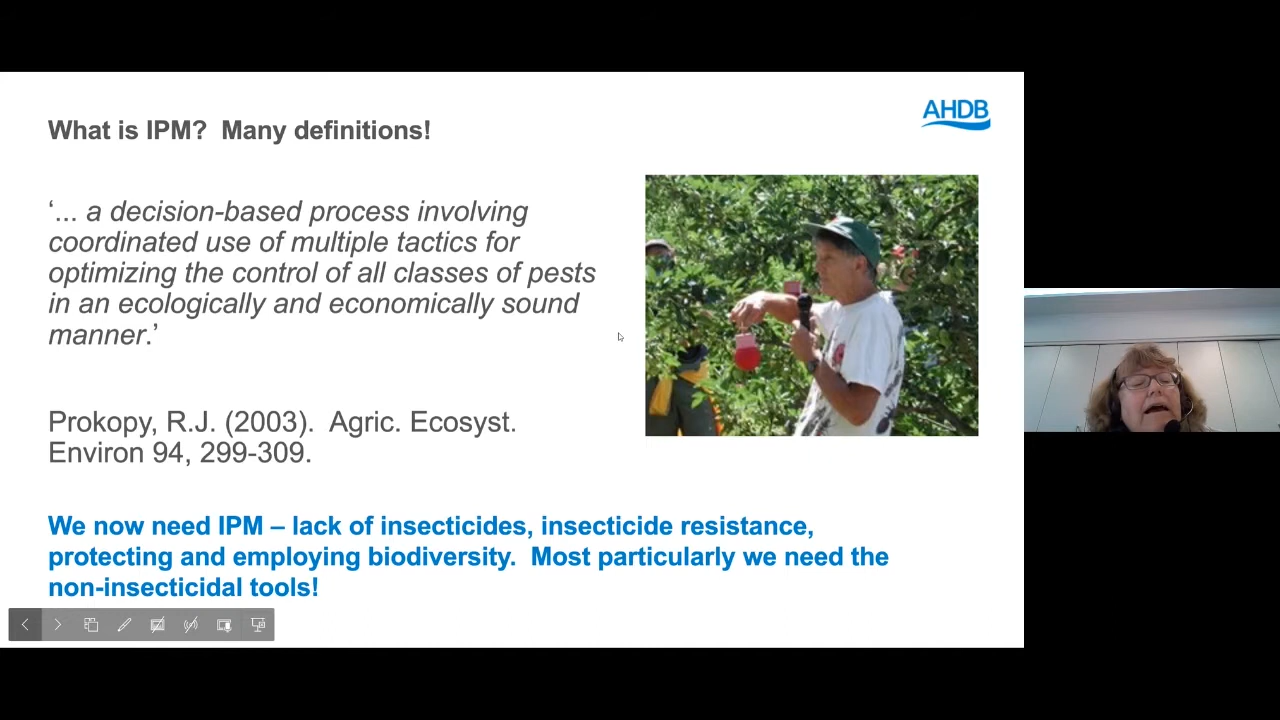 AHDB
What is IPM?  Many definitions!
‘... a decision-based process involving
coordinated use of multiple tactics for
optimizing the control of all classes of pests
in an ecologically and economically sound
manner.’
Prokopy, R.J. (2003).  Agric. Ecosyst.
Environ 94, 299-309.
We now need IPM – lack of insecticides, insecticide resistance,
protecting and employing biodiversity.  Most particularly we need the
non-insecticidal tools!